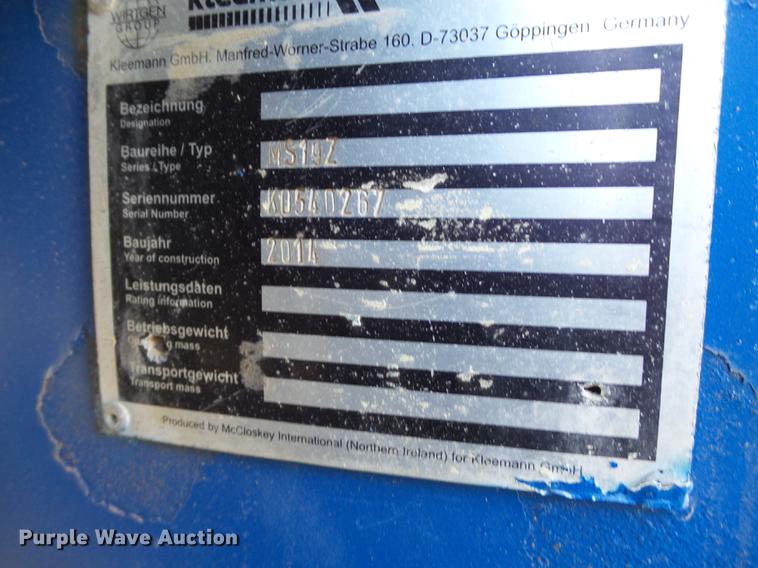 WIRTGEN
GROUP
Kleemann GmbH. Manfred-Worner-Strabe 160. D-73037 Göppingen Germany
Bezeichnung
Designation
Baureihe / Typ
Series / Type
MS19Z
Seriennummer
Serial Number
K0540267
Baujahr
Year of construction
2014
Leistungsdaten
Rating information
Betriebsgewicht
mass
Transportgewicht
Transport mass
Produced by McCloskey International (Northern Ireland) for Kleemann GmbH
Purple Wave Auction